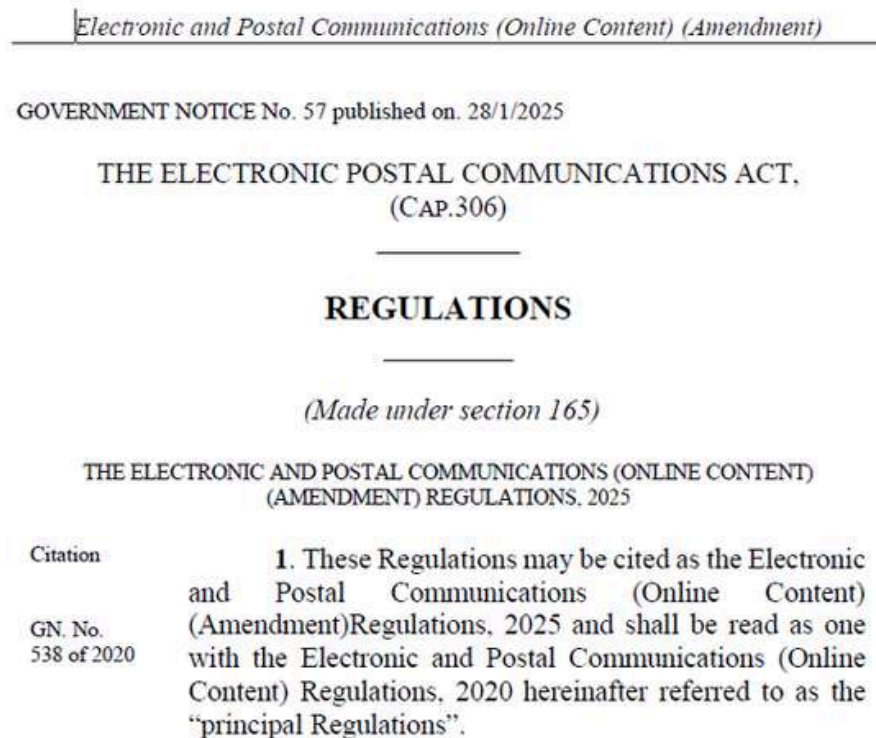 Electronic and Postal Communications (Online Content) (Amendment)
GOVERNMENT NOTICE No. 57 published on. 28/1/2025
THE ELECTRONIC POSTAL COMMUNICATIONS ACT,
(CAP.306)
REGULATIONS
(Made under section 165)
THE ELECTRONIC AND POSTAL COMMUNICATIONS (ONLINE CONTENT)
(AMENDMENT) REGULATIONS, 2025
Citation
GN. No.
538 of 2020
1. These Regulations may be cited as the Electronic
and Postal Communications (Online Content)
(Amendment)Regulations, 2025 and shall be read as one
with the Electronic and Postal Communications (Online
Content) Regulations, 2020 hereinafter referred to as the
“principal Regulations”.